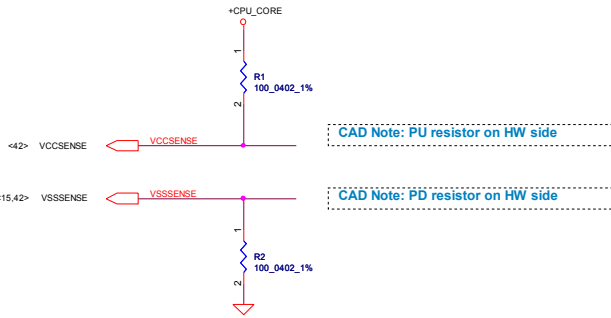 +CPU_CORE
1
R1
100_0402_1%
2
<42> VCCSENSE VCCSENSE
CAD Note: PU resistor on HW side
15,42> VSSSENSE VSSSENSE
CAD Note: PD resistor on HW side
1
R2
100_0402_1%
2